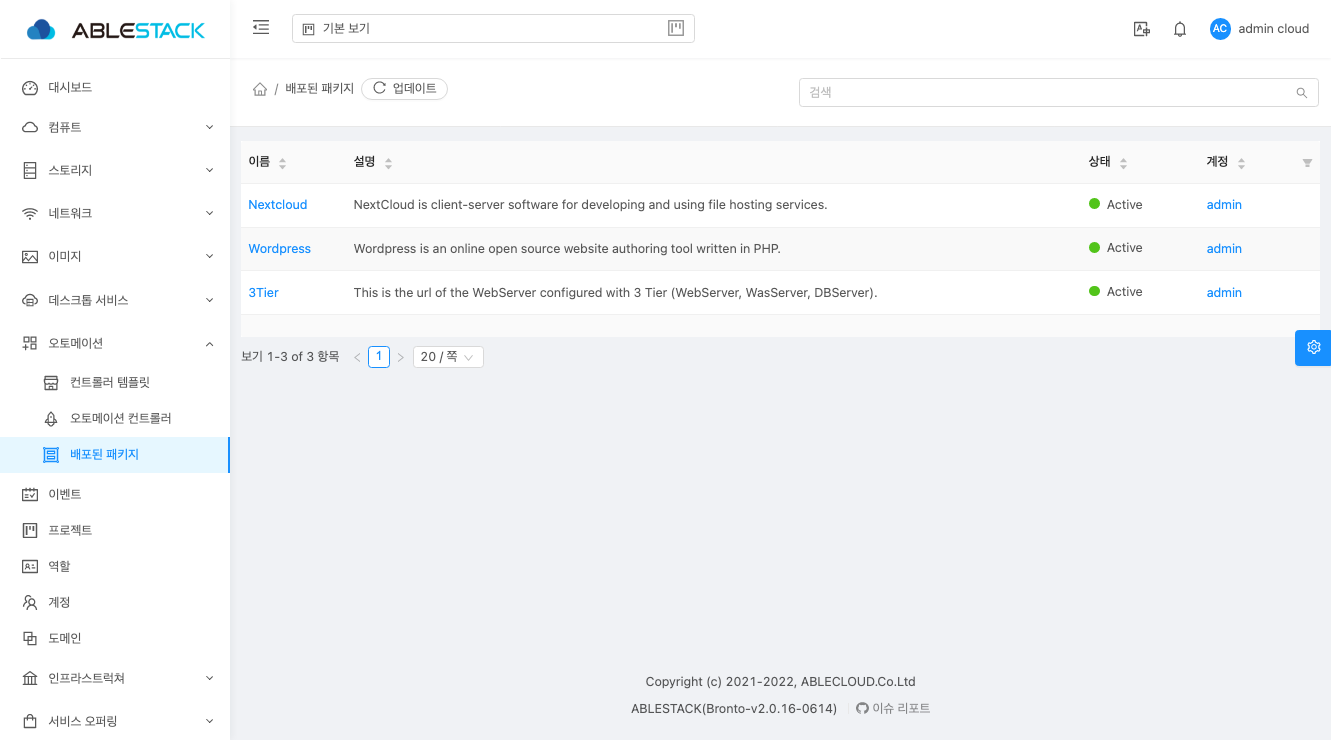 ABLESTACK
기본 보기
AC admin cloud
대시보드
컴퓨트
스토리지
네트워크
이미지
데스크톱 서비스
오토메이션
컨트롤러 템플릿
오토메이션 컨트롤러
배포된 패키지
이벤트
프로젝트
역할
계정
도메인
인프라스트럭쳐
서비스 오퍼링
/ 배포된 패키지 업데이트
검색
이름 설명 상태 계정
Nextcloud NextCloud is client-server software for developing and using file hosting services. Active admin
Wordpress Wordpress is an online open source website authoring tool written in PHP. Active admin
3Tier This is the url of the WebServer configured with 3 Tier (WebServer, WasServer, DBServer). Active admin
보기 1-3 of 3 항목 < 1 > 20 / 쪽
Copyright (c) 2021-2022, ABLECLOUD.Co.Ltd
ABLESTACK(Bronto-v2.0.16-0614) 이슈 리포트